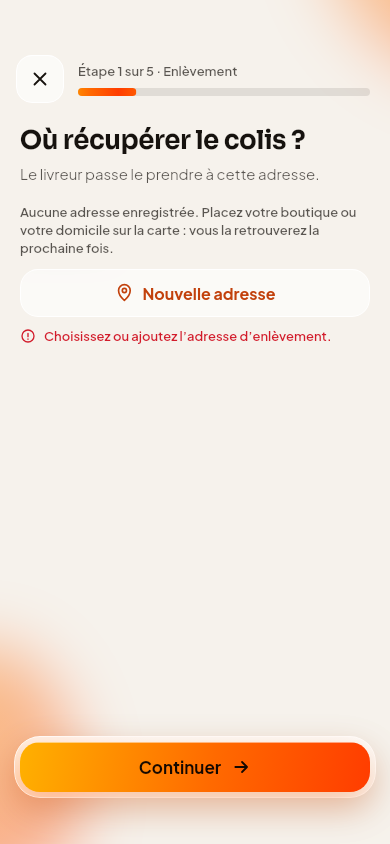 Étape 1 sur 5 · Enlèvement
Où récupérer le colis ?
Le livreur passe le prendre à cette adresse.
Aucune adresse enregistrée. Placez votre boutique ou
votre domicile sur la carte : vous la retrouverez la
prochaine fois.
Nouvelle adresse
Choisissez ou ajoutez l’adresse d’enlèvement.
Continuer